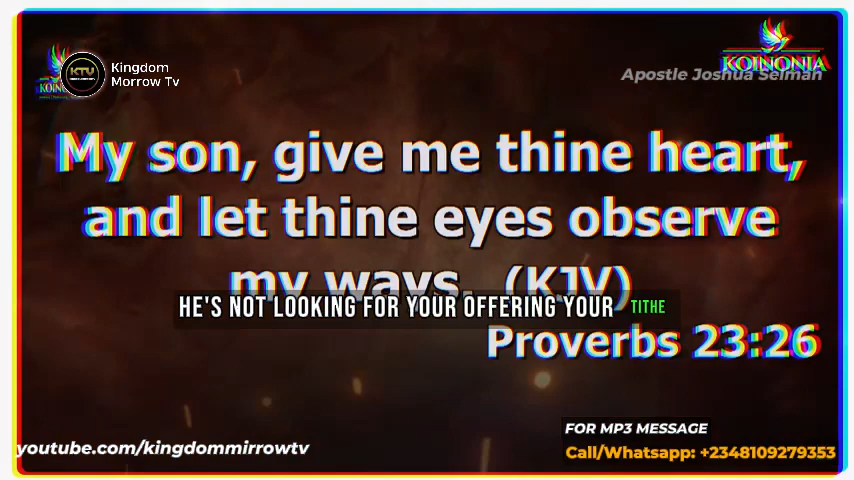 KTV
Kingdom
Morrow Tv
KOINONIA
Apostle Joshua Selman
My son, give me thine heart,
and let thine eyes observe
my ways. (KJV)
HE'S NOT LOOKING FOR YOUR OFFERING YOUR TITHE
Proverbs 23:26
FOR MP3 MESSAGE
youtube.com/kingdommirrowtv
Call/Whatsapp: +2348109279353